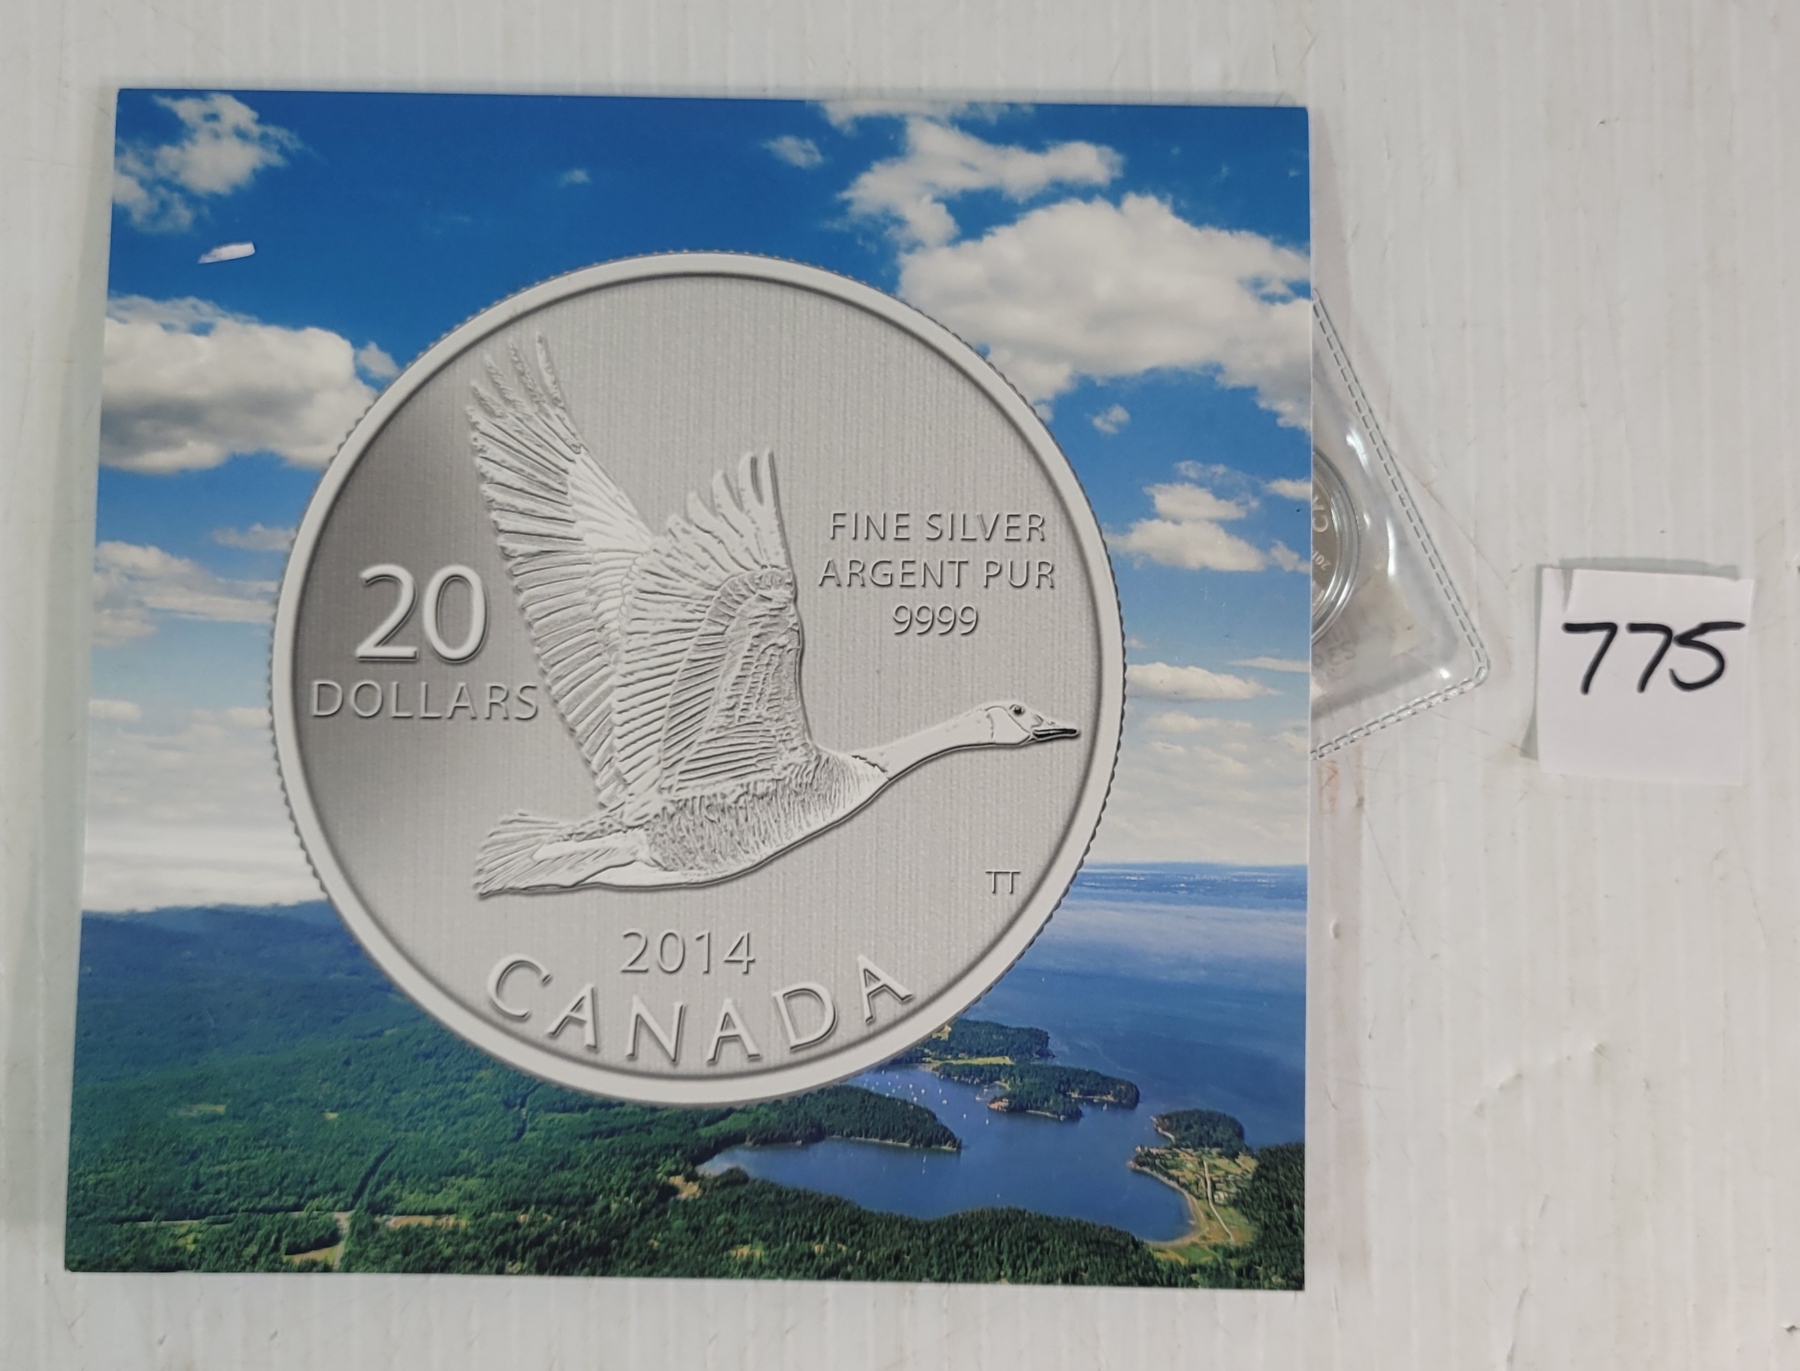 20
DOLLARS
FINE SILVER
ARGENT PUR
9999
TT
2014
CANADA
775